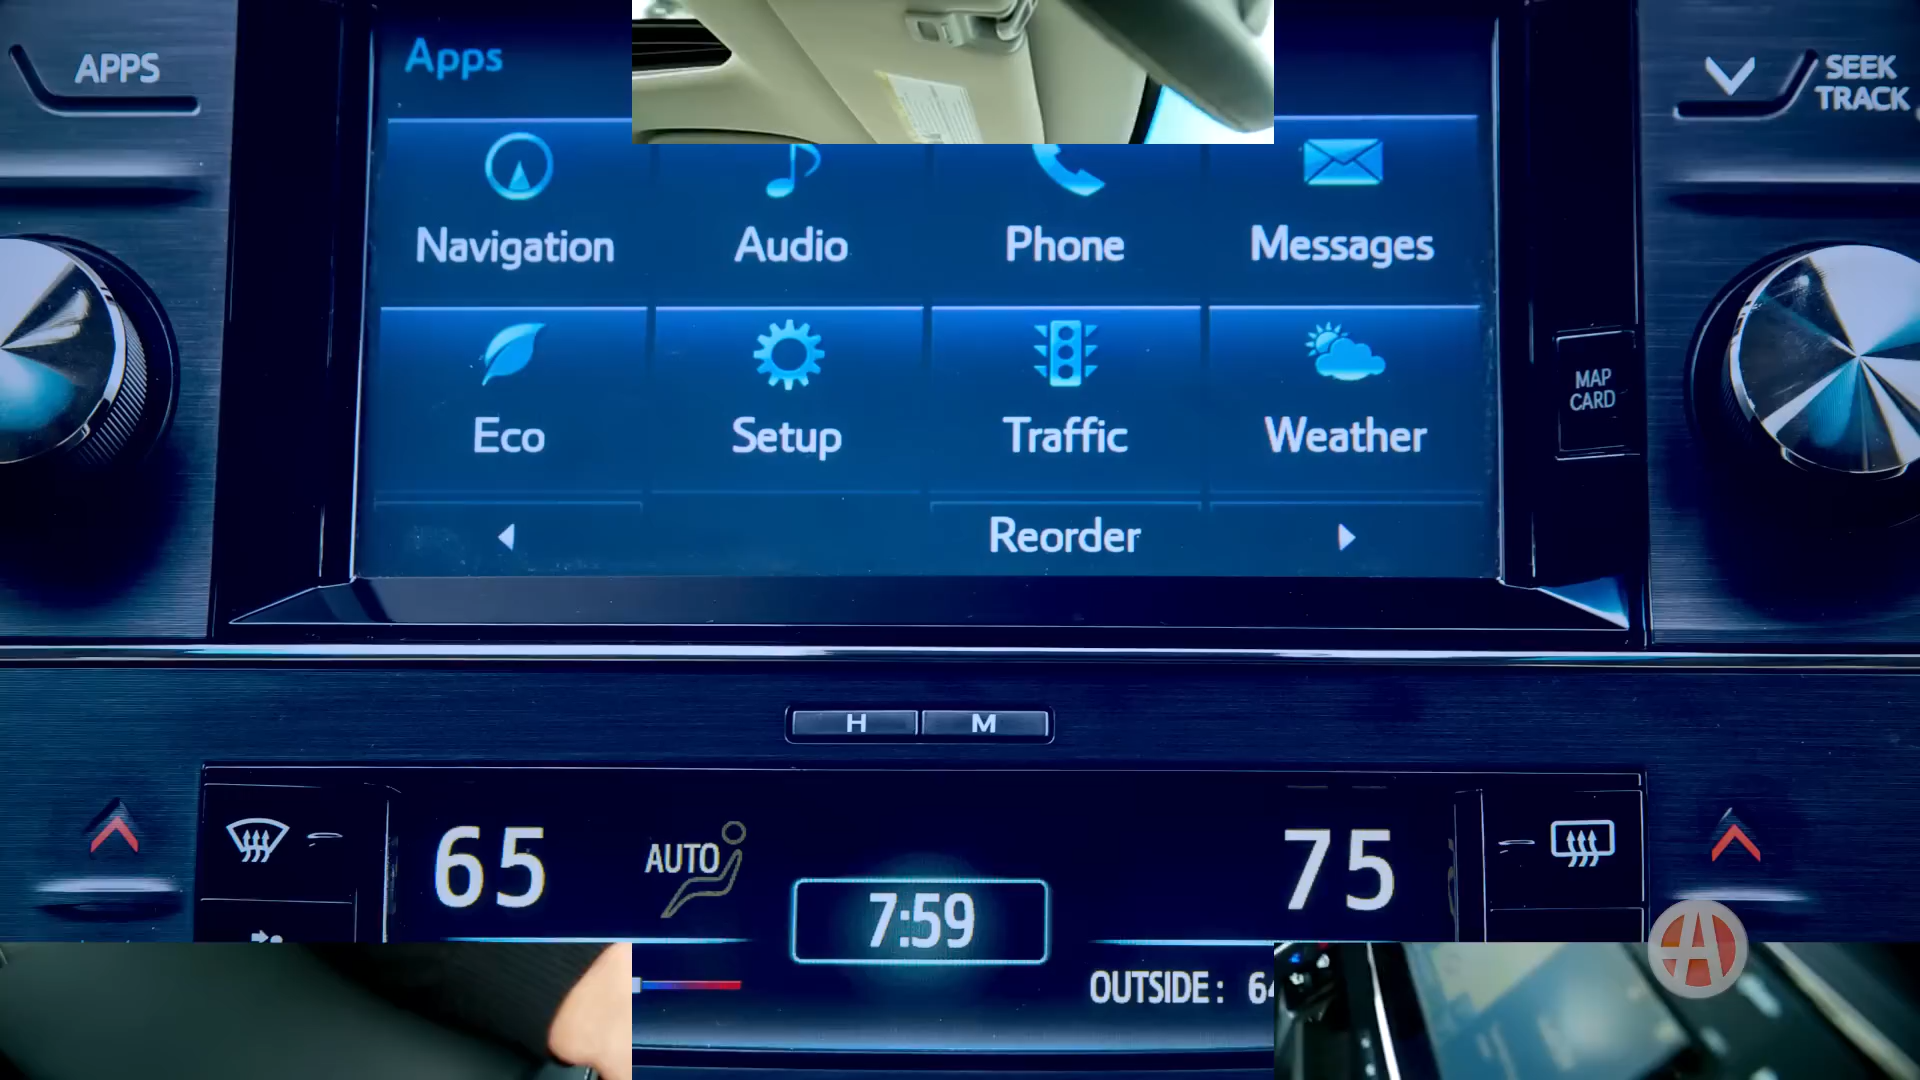 APPS
Apps
SEEK
TRACK
Navigation
Audio
Phone
Messages
Eco
Setup
Traffic
Weather
MAP
CARD
Reorder
H
M
65
AUTO
7:59
75
OUTSIDE: